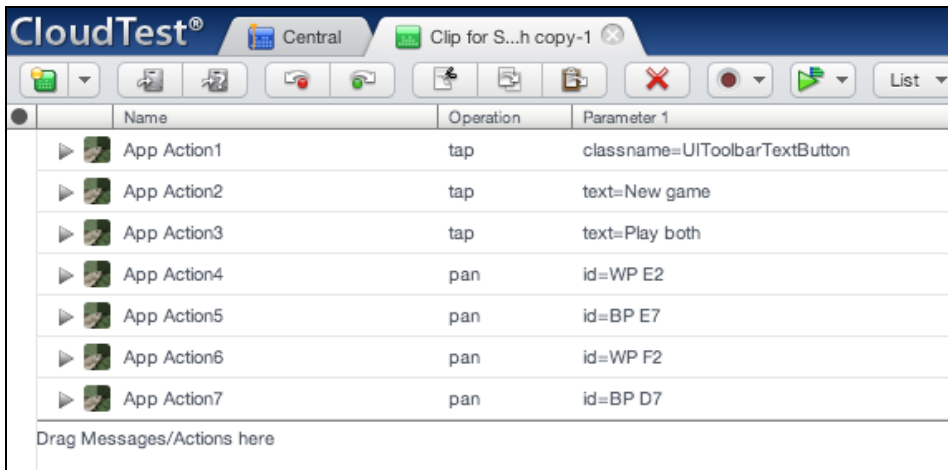 CloudTest®
Central
Clip for S...h copy-1
List
Name Operation Parameter 1
App Action1 tap classname=UIToolbarTextButton
App Action2 tap text=New game
App Action3 tap text=Play both
App Action4 pan id=WP E2
App Action5 pan id=BP E7
App Action6 pan id=WP F2
App Action7 pan id=BP D7
Drag Messages/Actions here